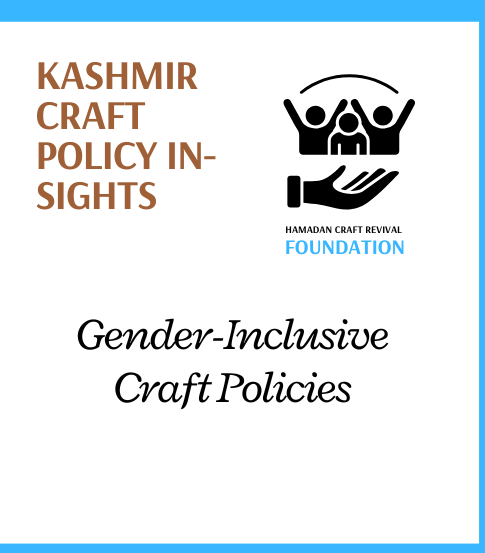 KASHMIR
CRAFT
POLICY IN-
SIGHTS
HAMADAN CRAFT REVIVAL
FOUNDATION
Gender-Inclusive
Craft Policies